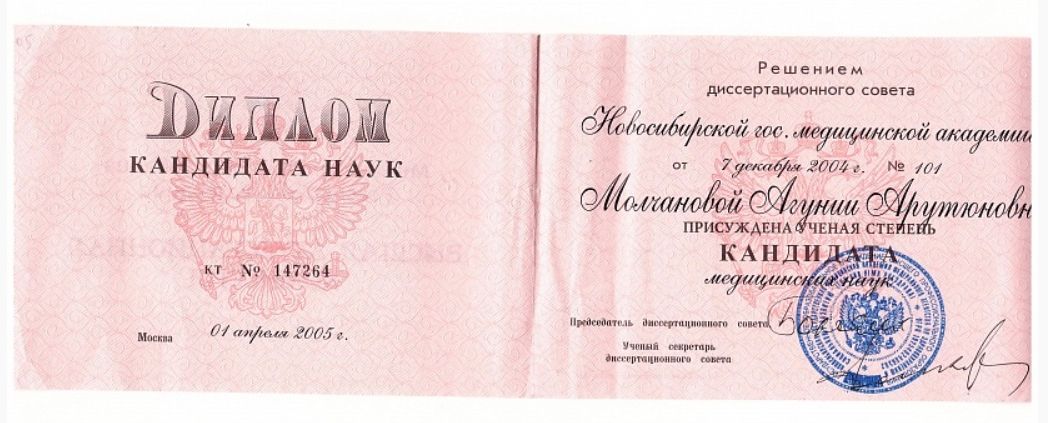 05
ДИПЛОМ
КАНДИДАТА НАУК
КТ № 147264
Москва 01 апреля 2005 г.
Решением
диссертационного совета
Новосибирской гос. медицинской академии
от 7 декабря 2004 г. № 101
Молчановой Агунии Арутюновн
ПРИСУЖДЕНА УЧЕНАЯ СТЕПЕНЬ
КАНДИДАТА
медицинских наук
Председатель диссертационного совета
Ученый секретарь
диссертационного совета